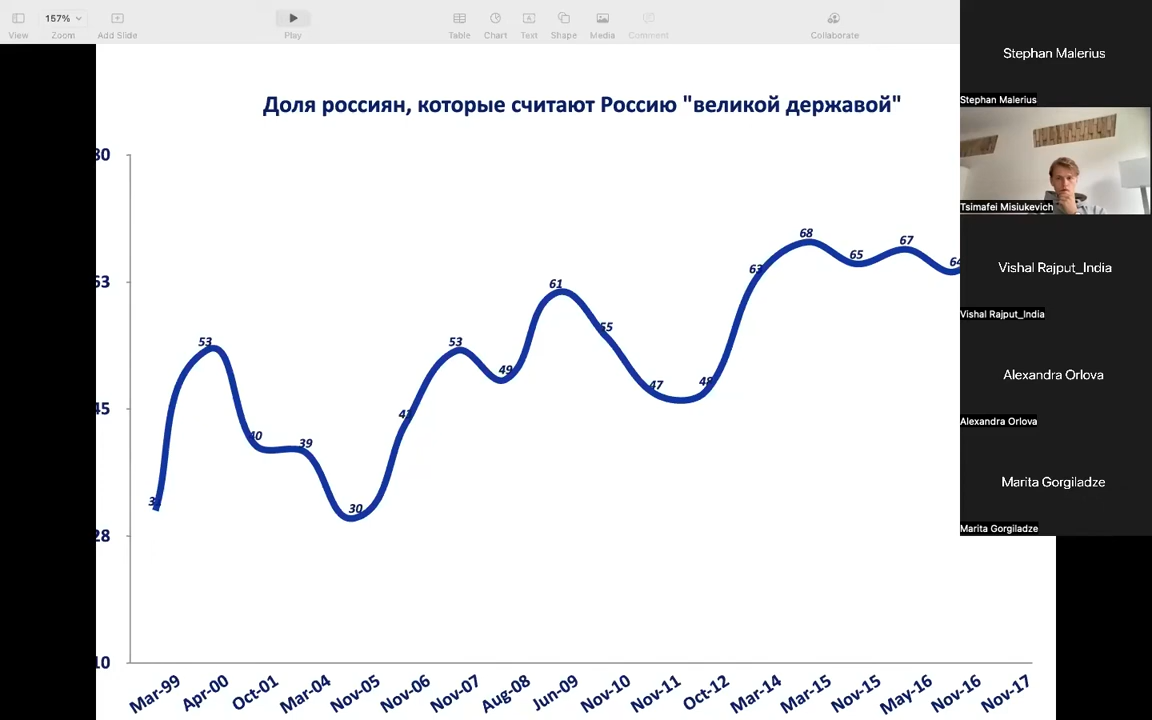 157%
View
Zoom
Add Slide
Play
Table
Chart
Text
Shape
Media
Comment
Collaborate
Доля россиян, которые считают Россию "великой державой"
53
40
39
30
53
49
61
55
47
48
63
68
65
67
64
Mar-99
Apr-00
Oct-01
Mar-04
Nov-05
Nov-06
Nov-07
Aug-08
Jun-09
Nov-10
Nov-11
Oct-12
Mar-14
Mar-15
Nov-15
May-16
Nov-16
Nov-17
Stephan Malerius
Stephan Malerius
Tsimafei Misiukevich
Vishal Rajput_India
Vishal Rajput_India
Alexandra Orlova
Alexandra Orlova
Marita Gorgiladze
Marita Gorgiladze